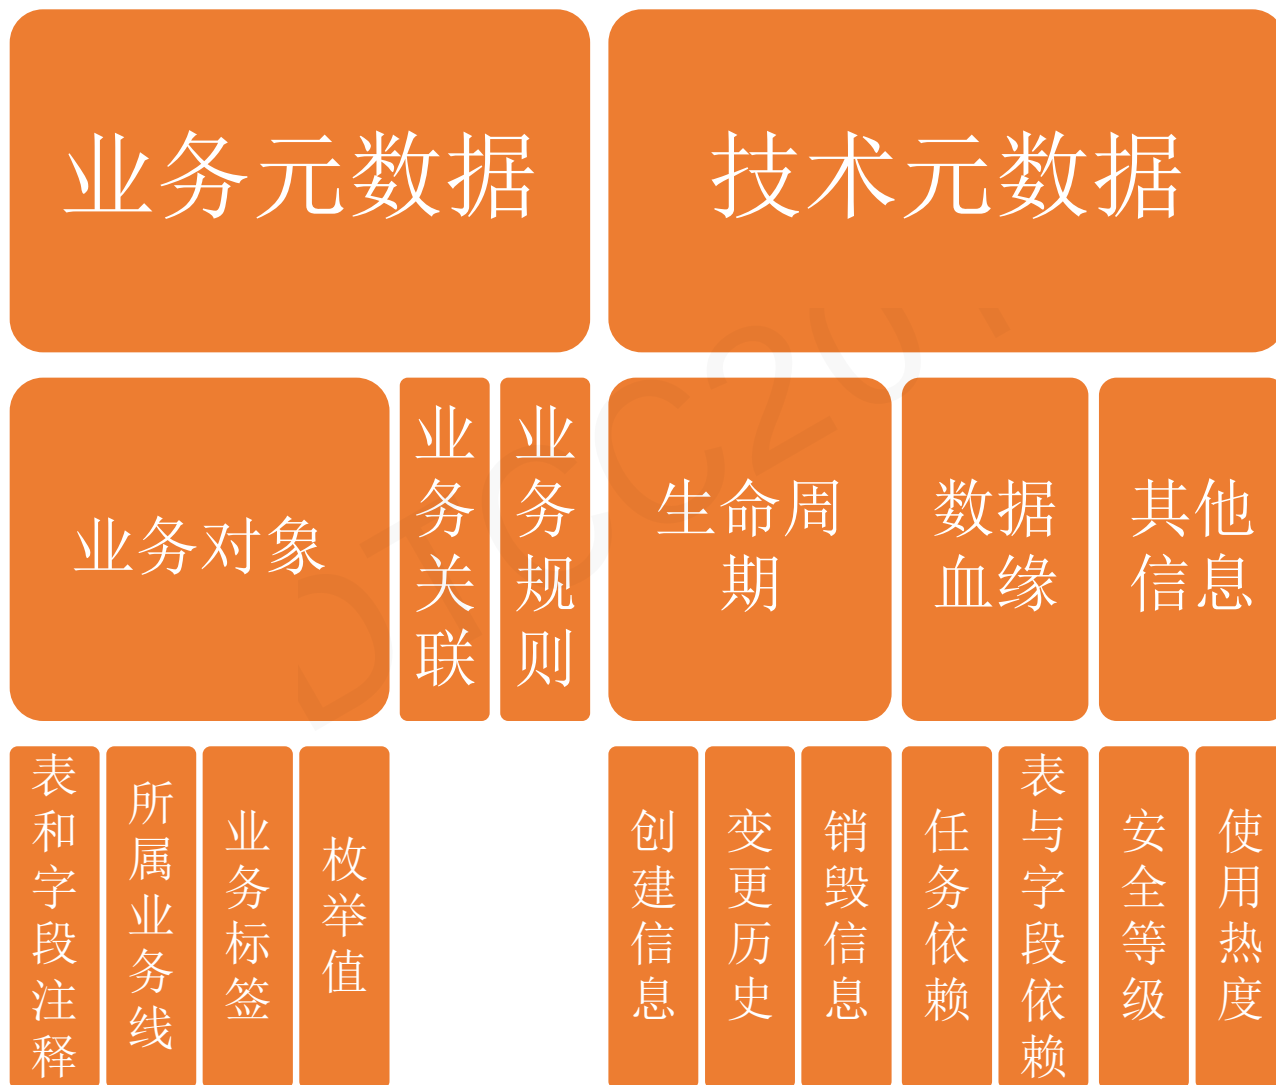 业务元数据
技术元数据
业务对象
业务关联
业务规则
生命周
期
数据
血缘
其他
信息
表和字段注释
所属业务线
业务标签
枚举值
创建信息
变更历史
销毁信息
任务依赖
表与字段依赖
安全等级
使用热度